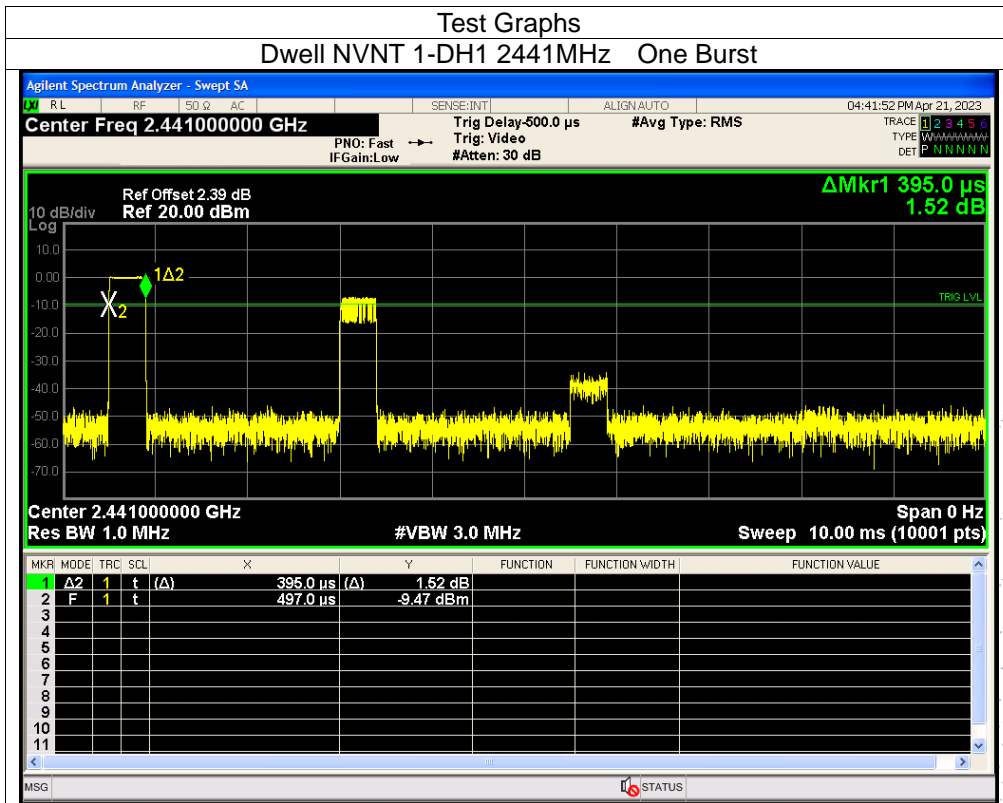 Test Graphs
Dwell NVNT 1-DH1 2441MHz One Burst
Agilent Spectrum Analyzer - Swept SA
LXI RL RF 50 Ω AC SENSE:INT ALIGN AUTO 04:41:52 PM Apr 21, 2023
Center Freq 2.441000000 GHz Trig Delay-500.0 µs #Avg Type: RMS TRACE 1 2 3 4 5 6
PNO: Fast Trig: Video TYPE WWWWWW
IFGain:Low #Atten: 30 dB DET P N N N N N
ΔMkr1 395.0 µs
Ref Offset 2.39 dB
10 dB/div Ref 20.00 dBm 1.52 dB
Log
10.0
0.00 1Δ2
-10.0 X2 TRIG LVL
-20.0
-30.0
-40.0
-50.0
-60.0
-70.0
Center 2.441000000 GHz Span 0 Hz
Res BW 1.0 MHz #VBW 3.0 MHz Sweep 10.00 ms (10001 pts)
MKR MODE TRC SCL X Y FUNCTION FUNCTION WIDTH FUNCTION VALUE
1 Δ2 1 t (Δ) 395.0 µs (Δ) 1.52 dB
2 F 1 t 497.0 µs -9.47 dBm
3
4
5
6
7
8
9
10
11
MSG STATUS